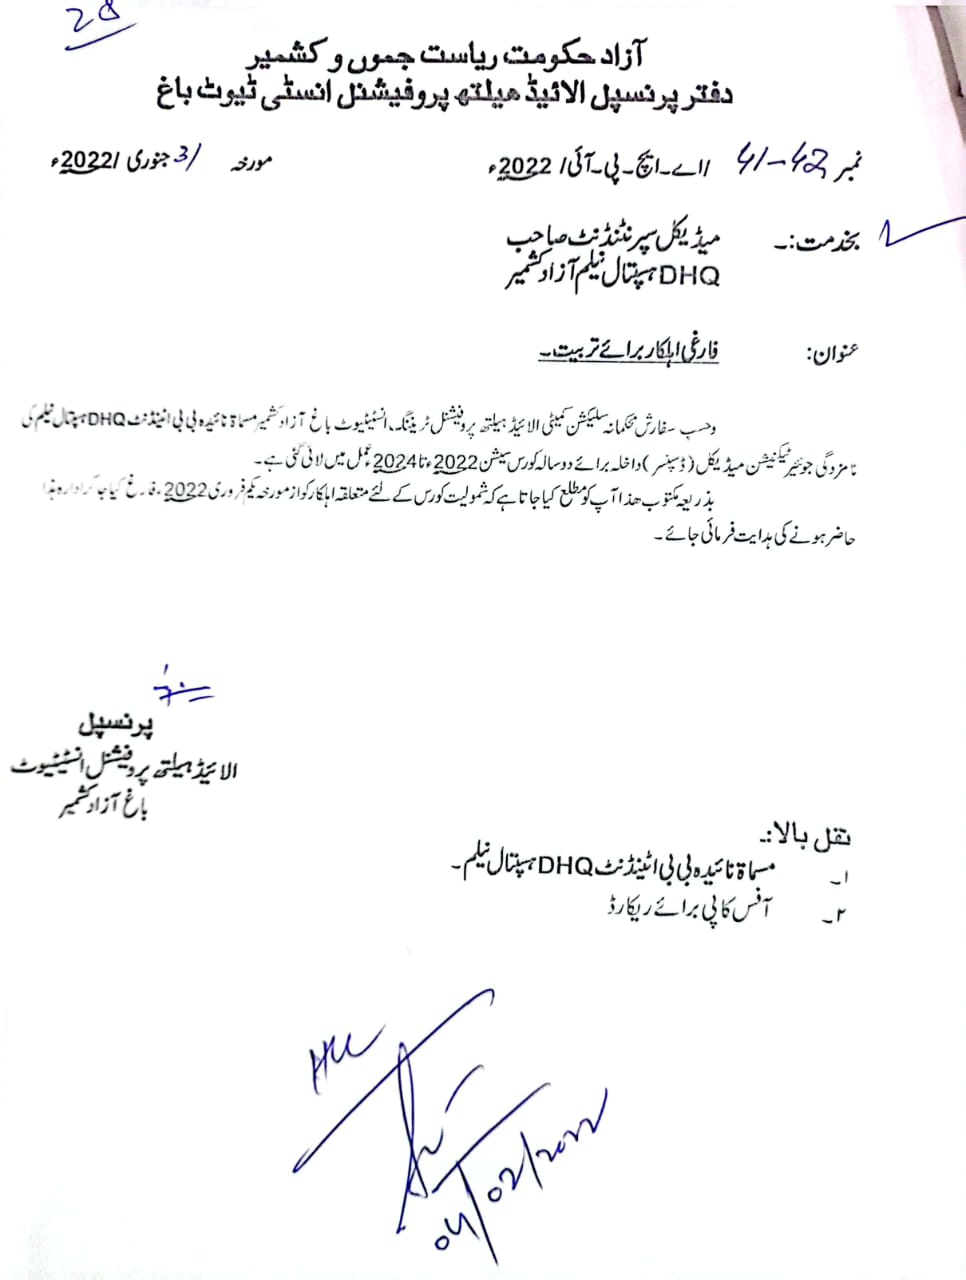 28
آزاد حکومت ریاست جموں و کشمیر
دفتر پرنسپل الائیڈ ھیلتھ پروفیشنل انسٹی ٹیوٹ باغ
نمبر 41-42 /اے۔ایچ۔پی۔آئی/ 2022ء مورخہ 31/ جنوری /2022ء
بخدمت:۔ میڈیکل سپرنٹنڈنٹ صاحب
DHQ ہسپتال نیلم آزاد کشمیر
عنوان: فارغی اہلکار برائے تربیت۔
وحسب سفارش محکمانہ سلیکشن کمیٹی الائیڈ ہیلتھ پروفیشنل ٹریننگ انسٹیٹیوٹ باغ آزاد کشمیر مسماۃ نائیدہ بی بی اٹینڈنٹ DHQ ہسپتال نیلم کی
نامزدگی جونئیر ٹیکنیشن میڈیکل (ڈسپنسر) داخلہ برائے دو سالہ کورس سیشن 2022ء تا 2024 عمل میں لائی گئی ہے۔
بذریعہ مکتوب ھذا آپ کو مطلع کیا جاتا ہے کہ شمولیت کورس کے لئے متعلقہ اہلکار کو از مورخہ یکم فروری 2022، فارغ کیا جا کر ادارہ ہذا
حاضر ہونے کی ہدایت فرمائی جائے۔
پرنسپل
الائیڈ ہیلتھ پروفیشنل انسٹیٹیوٹ
باغ آزاد کشمیر
نقل بالا:۔
۱۔ مسماۃ نائیدہ بی بی اٹینڈنٹ DHQ ہسپتال نیلم۔
۲۔ آفس کاپی برائے ریکارڈ
04/02/2022